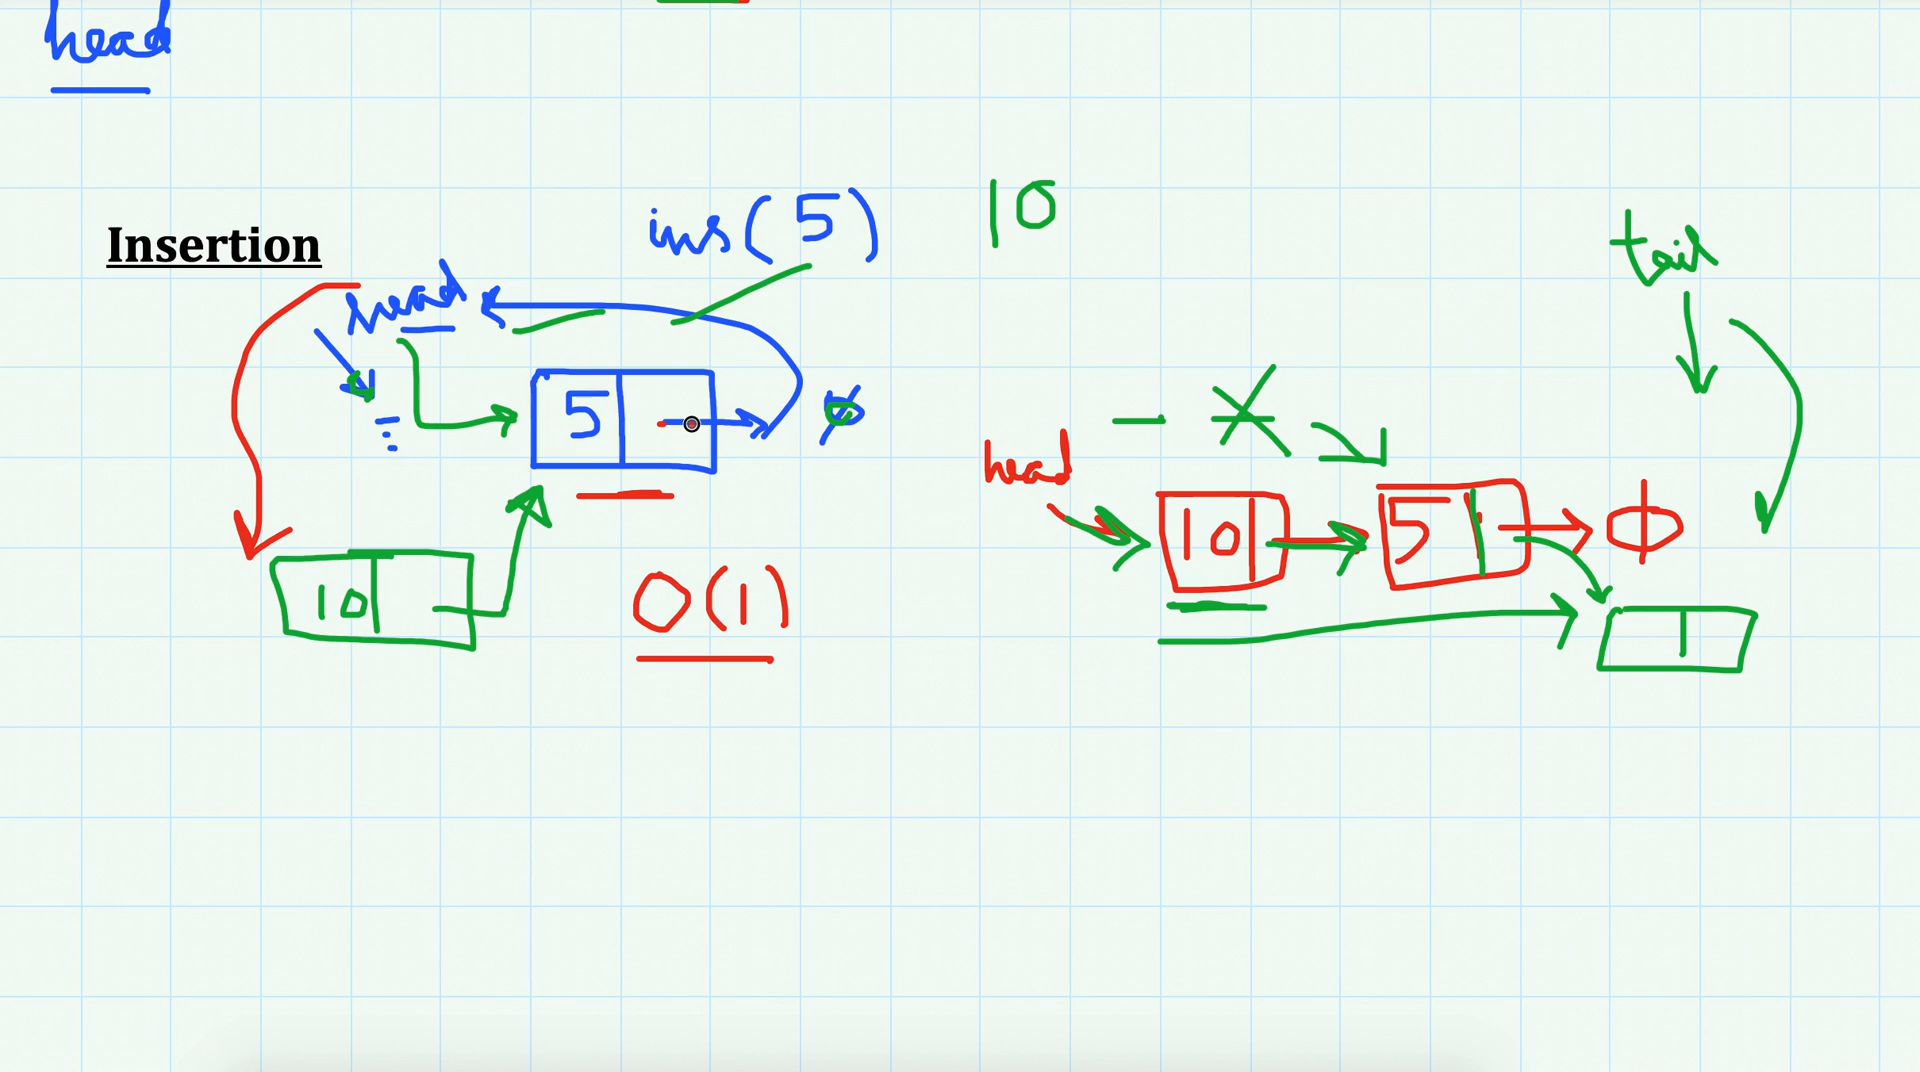 head
ins(5)
10
Insertion
head
tail
5 ϕ
head
10 5 ϕ
10
O(1)